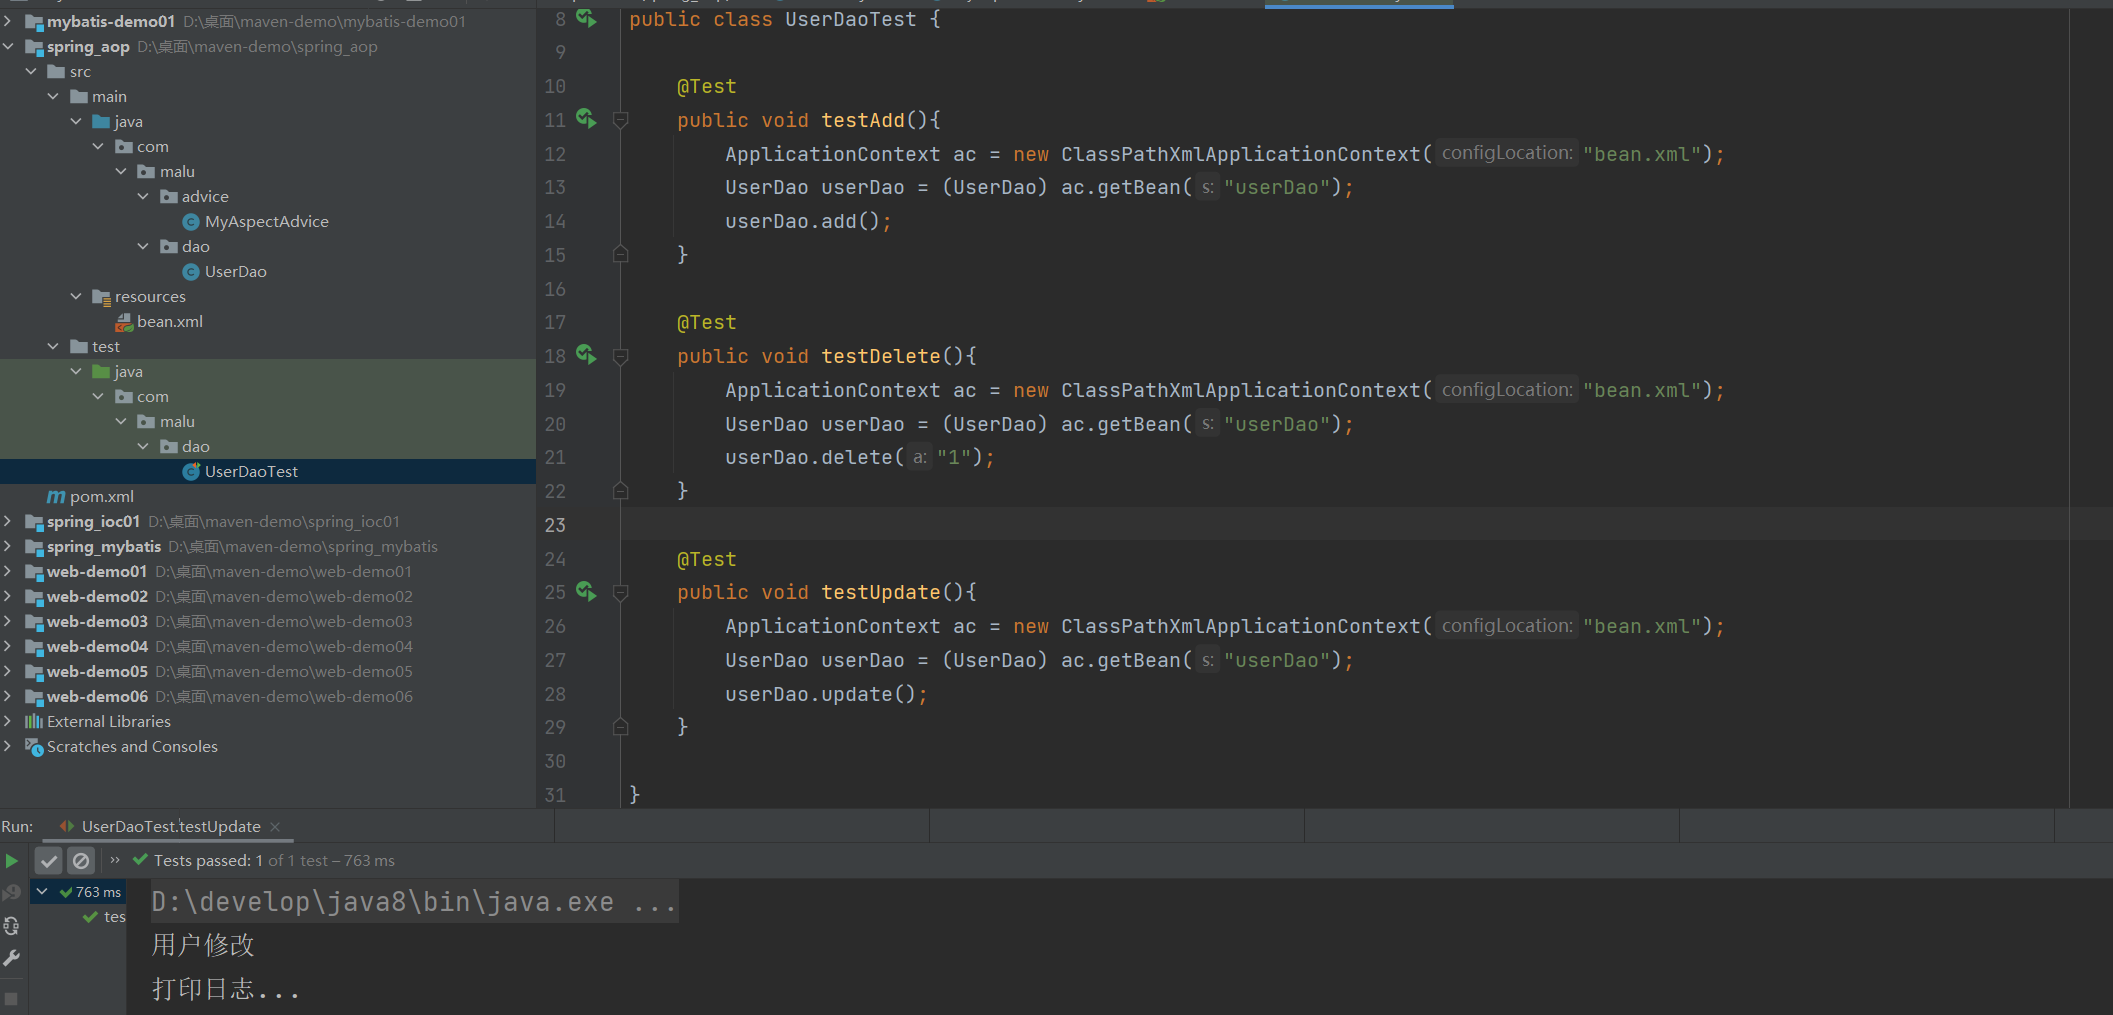 mybatis-demo01 D:\桌面\maven-demo\mybatis-demo01
spring_aop D:\桌面\maven-demo\spring_aop
src
main
java
com
malu
advice
MyAspectAdvice
dao
UserDao
resources
bean.xml
test
java
com
malu
dao
UserDaoTest
pom.xml
spring_ioc01 D:\桌面\maven-demo\spring_ioc01
spring_mybatis D:\桌面\maven-demo\spring_mybatis
web-demo01 D:\桌面\maven-demo\web-demo01
web-demo02 D:\桌面\maven-demo\web-demo02
web-demo03 D:\桌面\maven-demo\web-demo03
web-demo04 D:\桌面\maven-demo\web-demo04
web-demo05 D:\桌面\maven-demo\web-demo05
web-demo06 D:\桌面\maven-demo\web-demo06
External Libraries
Scratches and Consoles
8 public class UserDaoTest {
9
10 @Test
11 public void testAdd(){
12 ApplicationContext ac = new ClassPathXmlApplicationContext( configLocation: "bean.xml");
13 UserDao userDao = (UserDao) ac.getBean( s: "userDao");
14 userDao.add();
15 }
16
17 @Test
18 public void testDelete(){
19 ApplicationContext ac = new ClassPathXmlApplicationContext( configLocation: "bean.xml");
20 UserDao userDao = (UserDao) ac.getBean( s: "userDao");
21 userDao.delete( a: "1");
22 }
23
24 @Test
25 public void testUpdate(){
26 ApplicationContext ac = new ClassPathXmlApplicationContext( configLocation: "bean.xml");
27 UserDao userDao = (UserDao) ac.getBean( s: "userDao");
28 userDao.update();
29 }
30
31 }
Run: UserDaoTest.testUpdate
Tests passed: 1 of 1 test – 763 ms
763 ms
tes
D:\develop\java8\bin\java.exe ...
用户修改
打印日志...